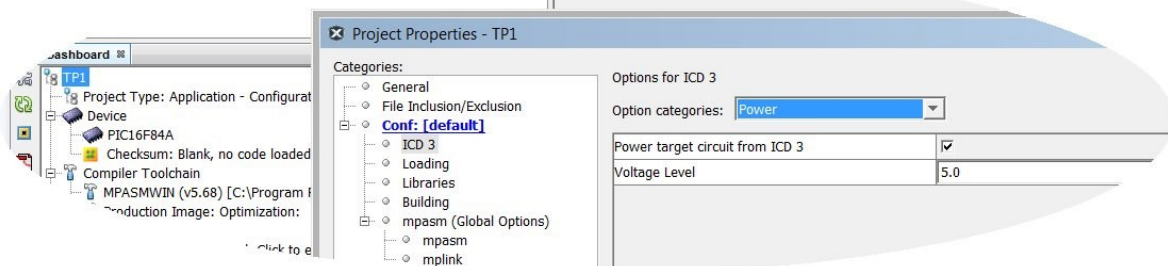 Dashboard
TP1
Project Type: Application - Configurat
Device
PIC16F84A
Checksum: Blank, no code loaded
Compiler Toolchain
MPASMWIN (v5.68) [C:\Program F
Production Image: Optimization:
Click to e
Project Properties - TP1
Categories:
General
File Inclusion/Exclusion
Conf: [default]
ICD 3
Loading
Libraries
Building
mpasm (Global Options)
mpasm
mplink
Options for ICD 3
Option categories: Power
Power target circuit from ICD 3
Voltage Level 5.0